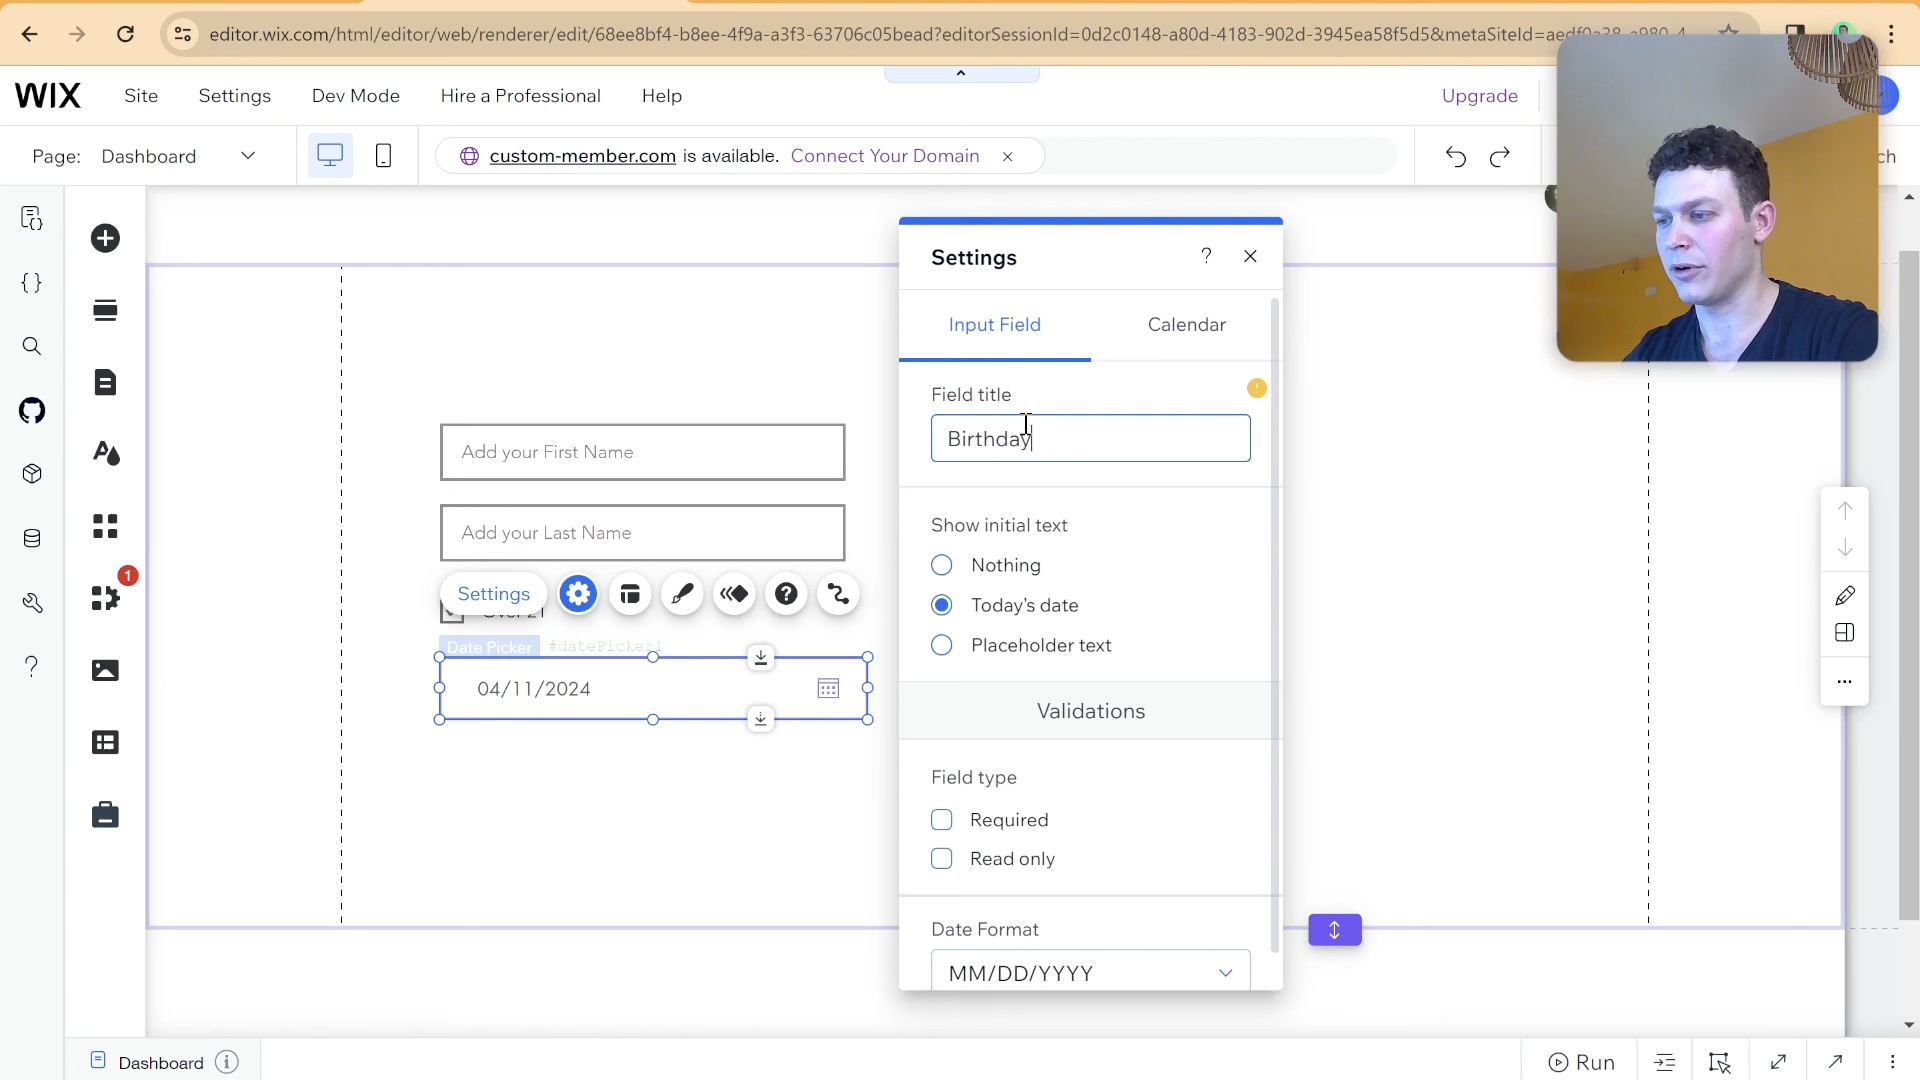 editor.wix.com/html/editor/web/renderer/edit/68ee8bf4-b8ee-4f9a-a3f3-63706c05bead?editorSessionId=0d2c0148-a80d-4183-902d-3945ea58f5d5&metaSiteId=aedf0a38-a980-4
WIX Site Settings Dev Mode Hire a Professional Help Upgrade
Page: Dashboard custom-member.com is available. Connect Your Domain × ch
Settings ?
Input Field Calendar
Field title
Birthday
Add your First Name
Add your Last Name
Show initial text
Nothing
Today's date
Placeholder text
Settings
Over 21
1
Date Picker #datePicker1
04/11/2024
Validations
Field type
Required
Read only
Date Format
MM/DD/YYYY
Dashboard Run